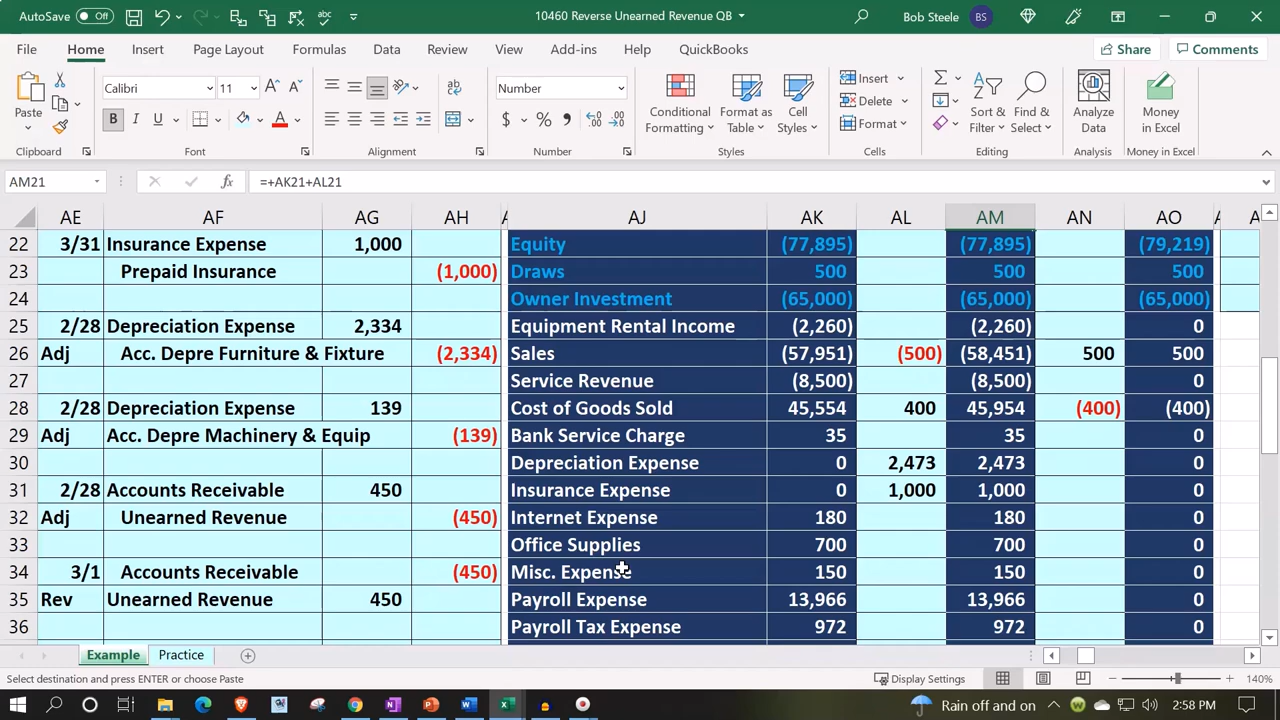 AutoSave Off 10460 Reverse Unearned Revenue QB Bob Steele BS
File Home Insert Page Layout Formulas Data Review View Add-ins Help QuickBooks Share Comments
Paste Calibri 11 Number Conditional Formatting Format as Table Cell Styles Insert Delete Format Sort & Filter Find & Select Analyze Data Money in Excel
Clipboard Font Alignment Number Styles Cells Editing Analysis Money in Excel
AM21 fx =+AK21+AL21
AE AF AG AH AJ AK AL AM AN AO
22 3/31 Insurance Expense 1,000 Equity (77,895) (77,895) (79,219)
23 Prepaid Insurance (1,000) Draws 500 500 500
24 Owner Investment (65,000) (65,000) (65,000)
25 2/28 Depreciation Expense 2,334 Equipment Rental Income (2,260) (2,260) 0
26 Adj Acc. Depre Furniture & Fixture (2,334) Sales (57,951) (500) (58,451) 500 500
27 Service Revenue (8,500) (8,500) 0
28 2/28 Depreciation Expense 139 Cost of Goods Sold 45,554 400 45,954 (400) (400)
29 Adj Acc. Depre Machinery & Equip (139) Bank Service Charge 35 35 0
30 Depreciation Expense 0 2,473 2,473 0
31 2/28 Accounts Receivable 450 Insurance Expense 0 1,000 1,000 0
32 Adj Unearned Revenue (450) Internet Expense 180 180 0
33 Office Supplies 700 700 0
34 3/1 Accounts Receivable (450) Misc. Expense 150 150 0
35 Rev Unearned Revenue 450 Payroll Expense 13,966 13,966 0
36 Payroll Tax Expense 972 972 0
Example Practice
Select destination and press ENTER or choose Paste Display Settings 140%
Rain off and on 2:58 PM